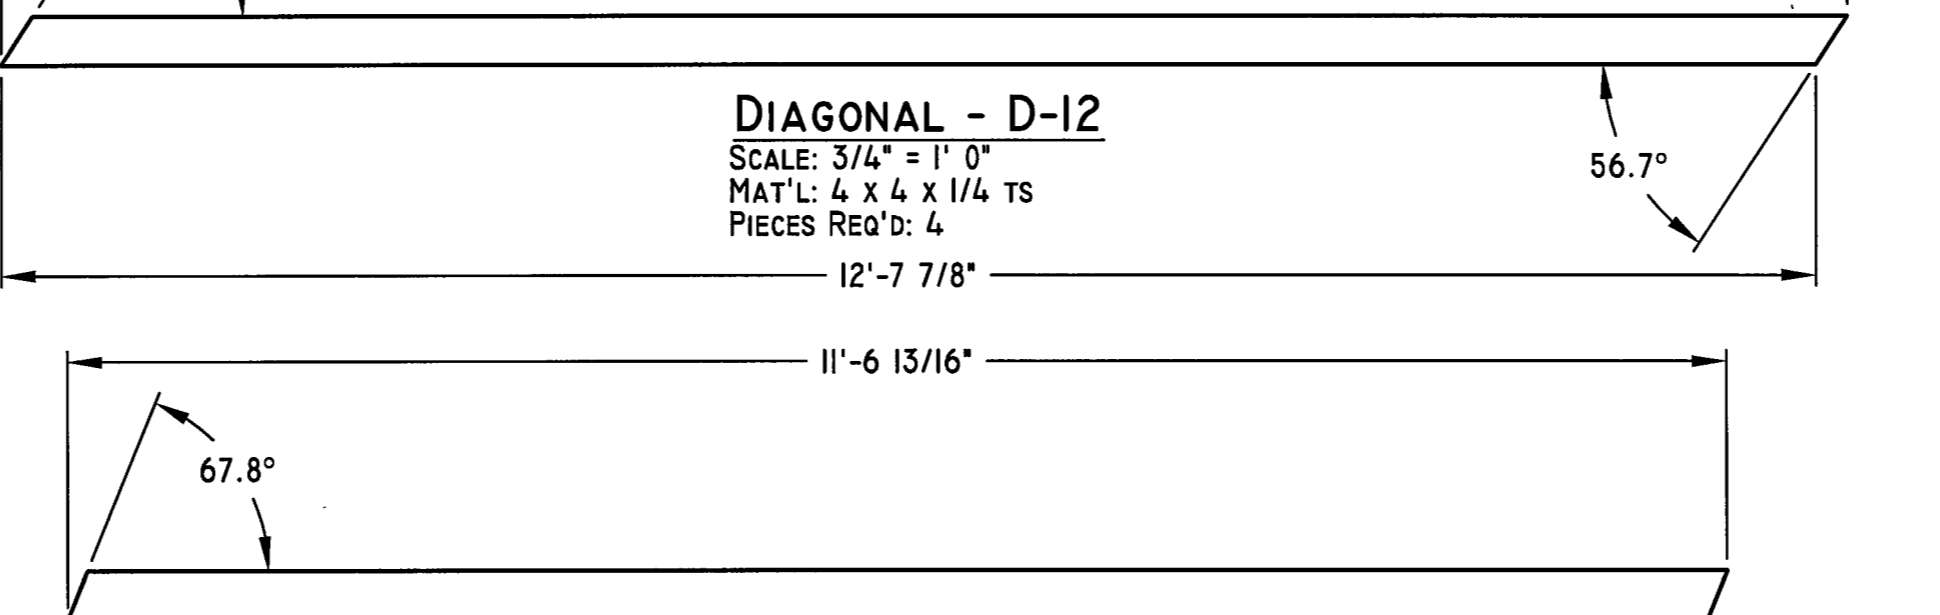 DIAGONAL - D-12
SCALE: 3/4" = 1' 0"
MAT'L: 4 X 4 X 1/4 TS
PIECES REQ'D: 4
56.7°
12'-7 7/8"
11'-6 13/16"
67.8°